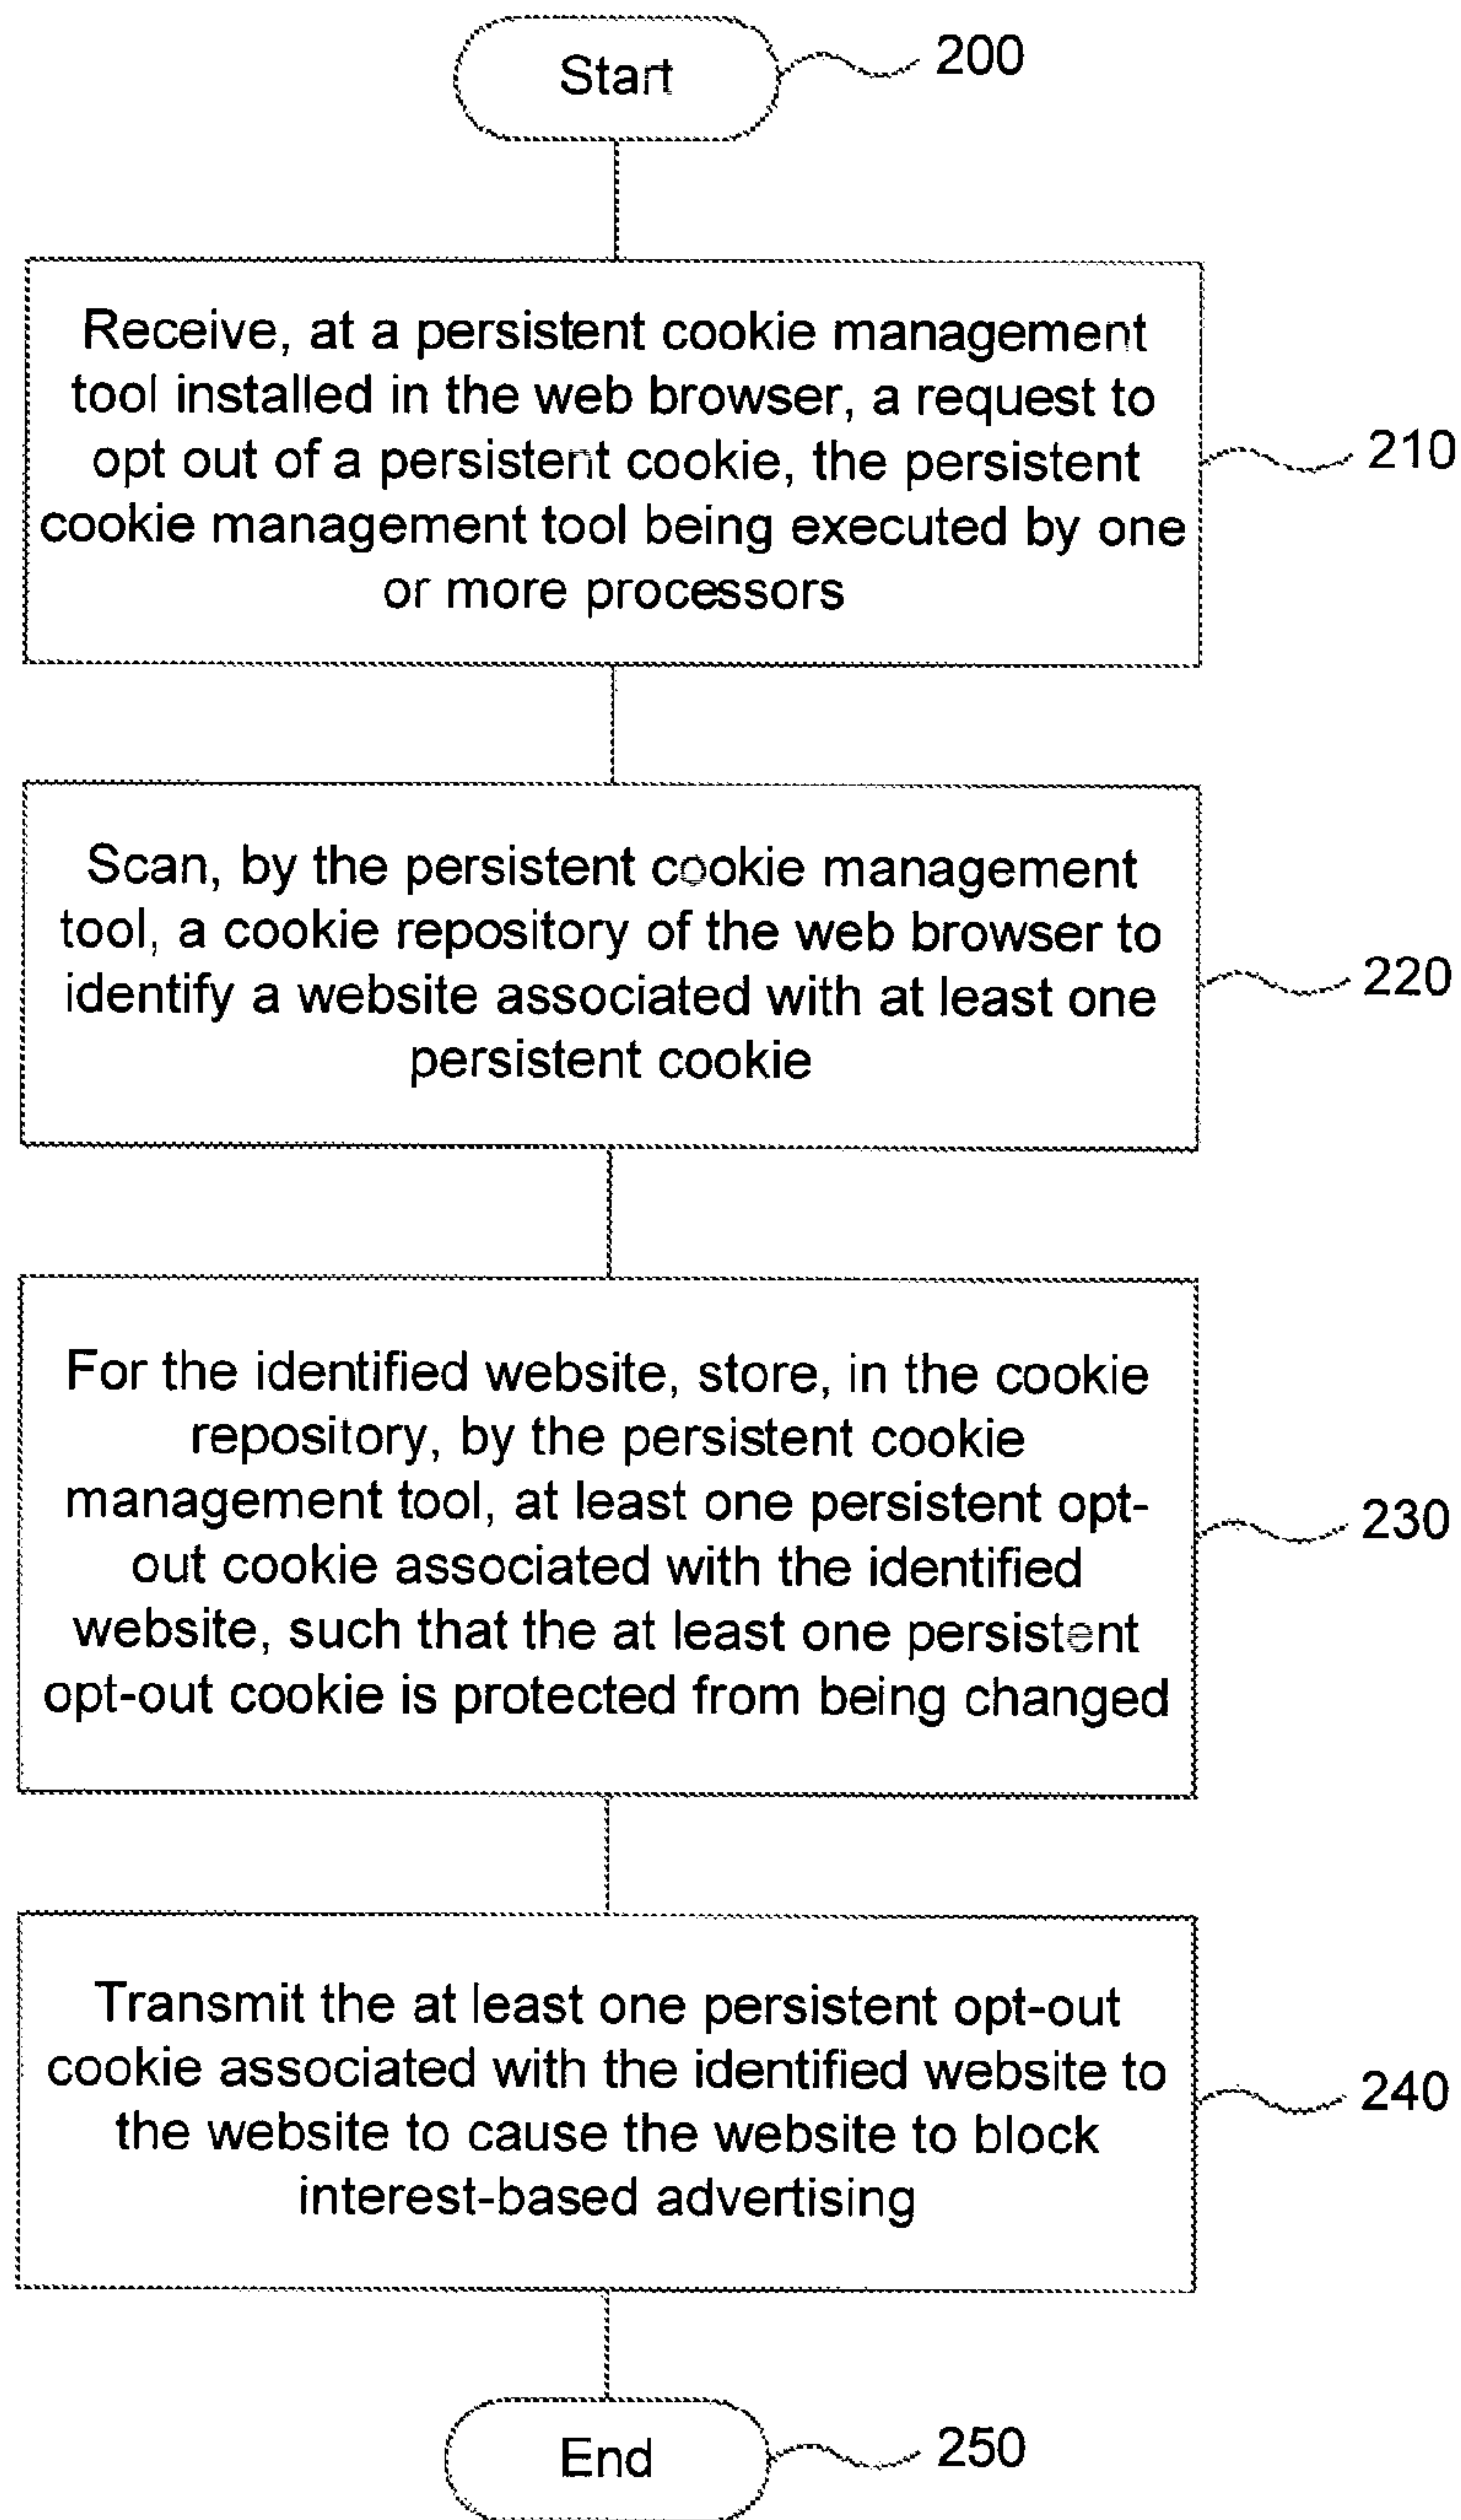 Start
200
Receive, at a persistent cookie management
tool installed in the web browser, a request to
opt out of a persistent cookie, the persistent
cookie management tool being executed by one
or more processors
210
Scan, by the persistent cookie management
tool, a cookie repository of the web browser to
identify a website associated with at least one
persistent cookie
220
For the identified website, store, in the cookie
repository, by the persistent cookie
management tool, at least one persistent opt-
out cookie associated with the identified
website, such that the at least one persistent
opt-out cookie is protected from being changed
230
Transmit the at least one persistent opt-out
cookie associated with the identified website to
the website to cause the website to block
interest-based advertising
240
End
250